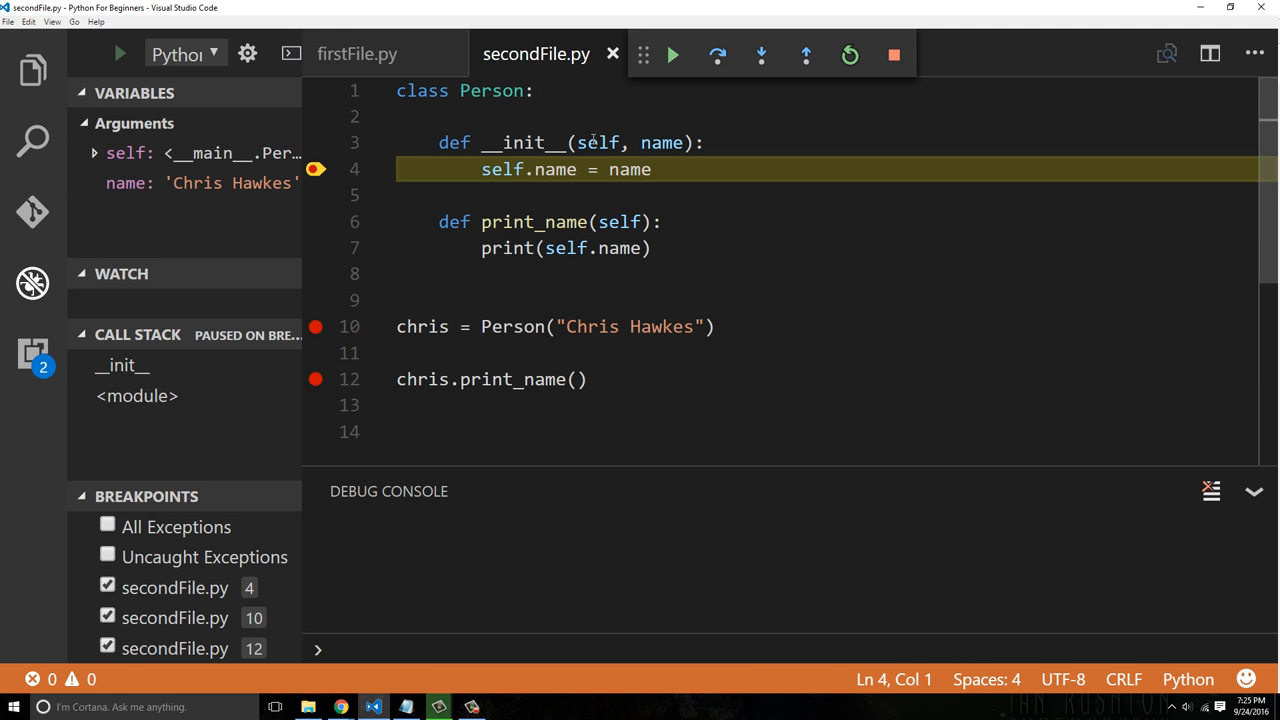 secondFile.py - Python For Beginners - Visual Studio Code
File Edit View Go Help
Python
firstFile.py
secondFile.py
VARIABLES
Arguments
self: <__main__.Per...
name: 'Chris Hawkes'
WATCH
CALL STACK PAUSED ON BRE...
__init__
<module>
BREAKPOINTS
All Exceptions
Uncaught Exceptions
secondFile.py 4
secondFile.py 10
secondFile.py 12
2
1 class Person:
2
3 def __init__(self, name):
4 self.name = name
5
6 def print_name(self):
7 print(self.name)
8
9
10 chris = Person("Chris Hawkes")
11
12 chris.print_name()
13
14
DEBUG CONSOLE
0 0
Ln 4, Col 1 Spaces: 4 UTF-8 CRLF Python
I'm Cortana. Ask me anything.
7:25 PM
9/24/2016